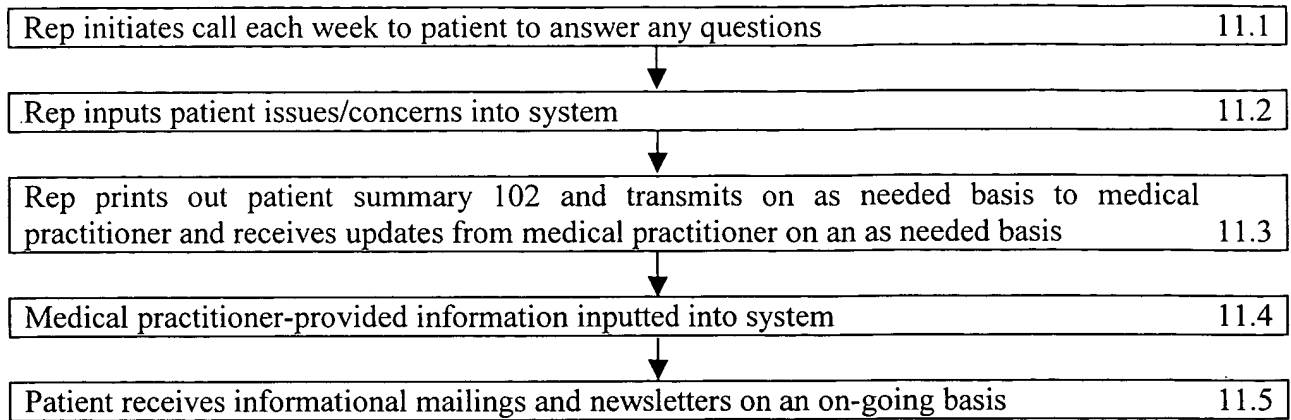 Rep initiates call each week to patient to answer any questions 11.1
Rep inputs patient issues/concerns into system 11.2
Rep prints out patient summary 102 and transmits on as needed basis to medical
practitioner and receives updates from medical practitioner on an as needed basis 11.3
Medical practitioner-provided information inputted into system 11.4
Patient receives informational mailings and newsletters on an on-going basis 11.5